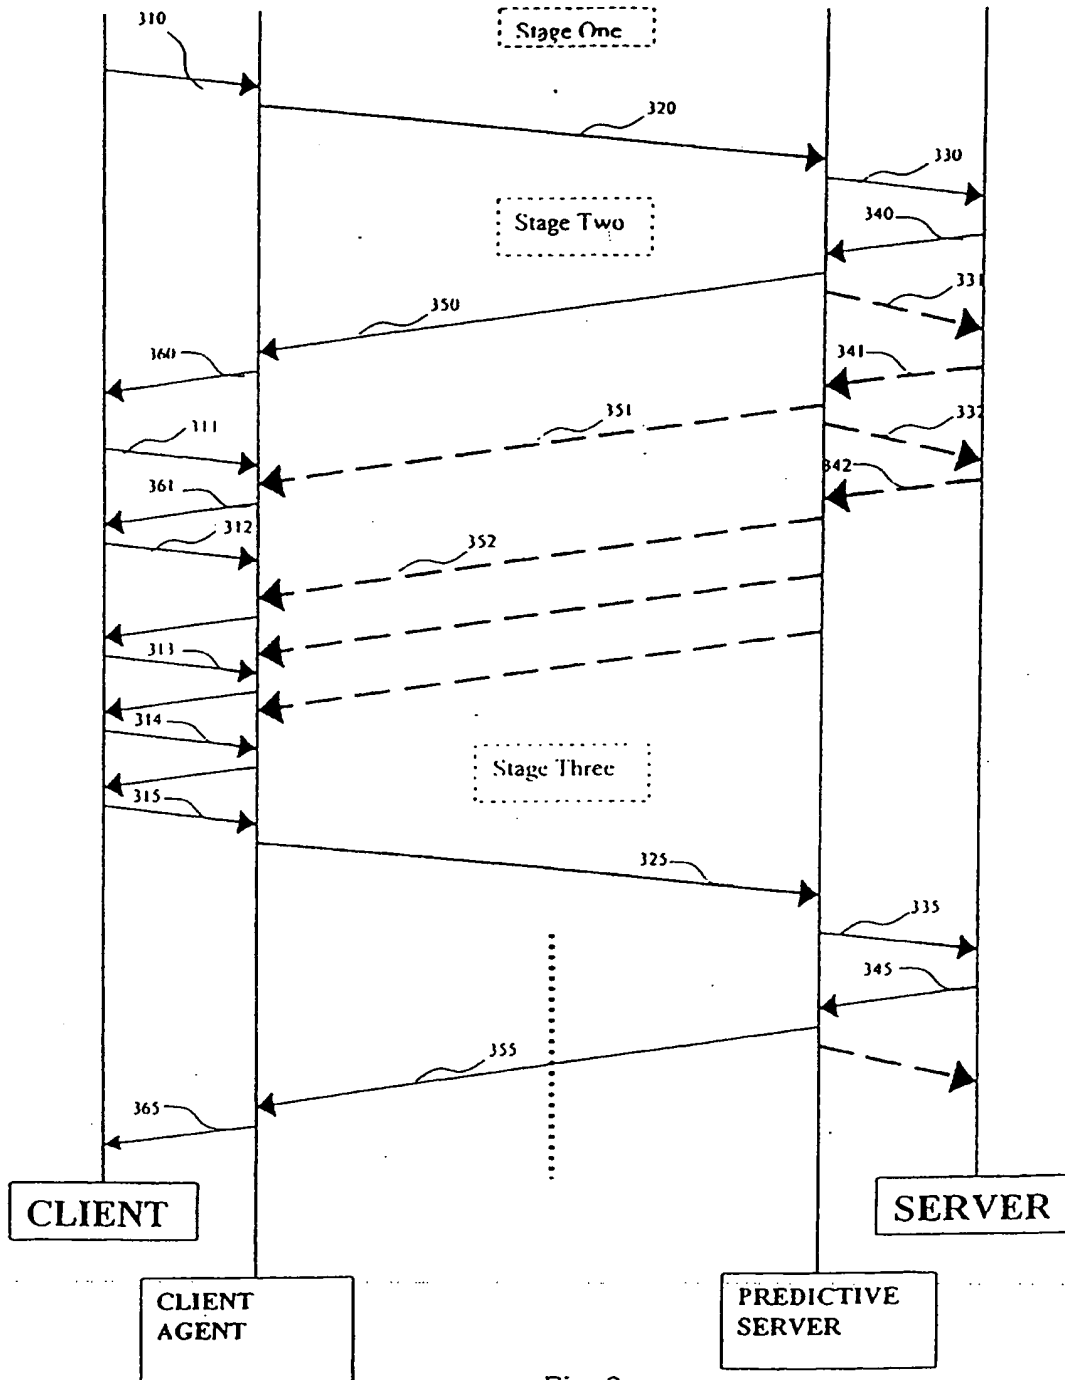 310
Stage One
320
330
Stage Two
340
331
350
360
341
351
332
311
342
361
312
352
313
314
Stage Three
315
325
335
345
355
365
CLIENT
SERVER
CLIENT
AGENT
PREDICTIVE
SERVER